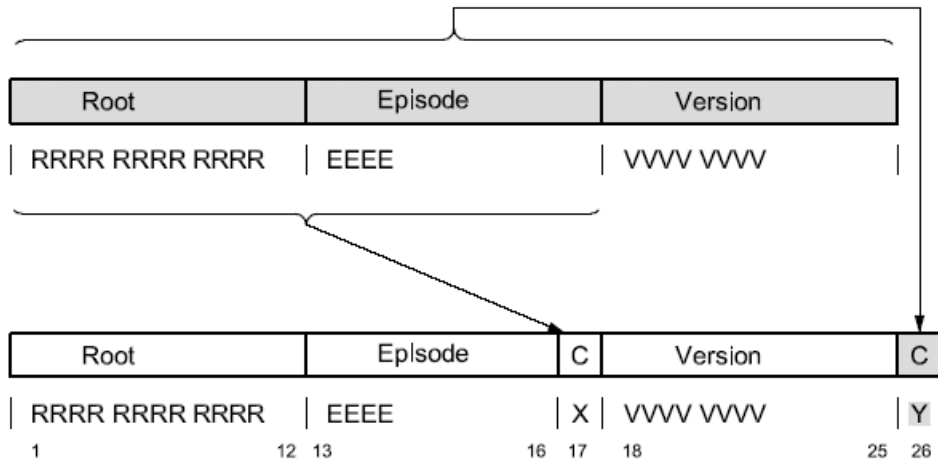 Root Episode Version
RRRR RRRR RRRR EEEE VVVV VVVV
Root Episode C Version C
RRRR RRRR RRRR EEEE X VVVV VVVV Y
1 12 13 16 17 18 25 26